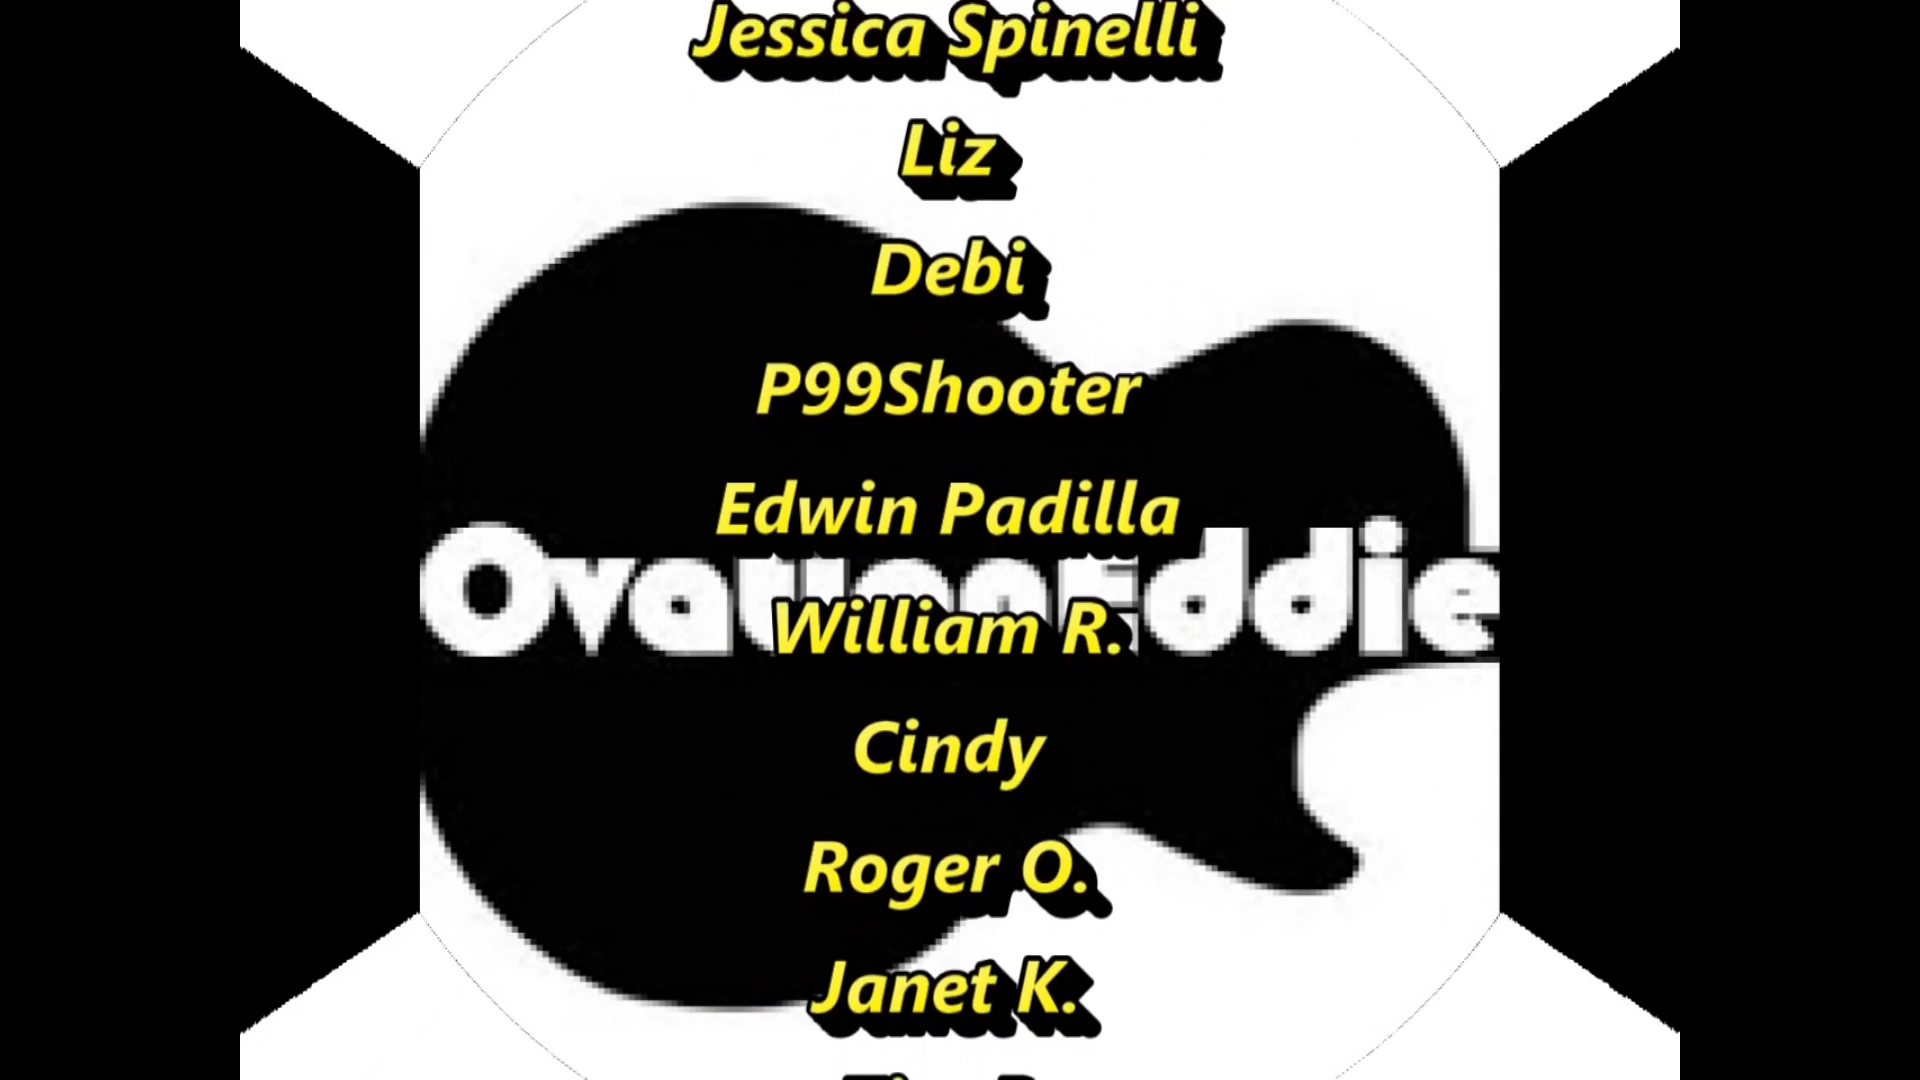 Jessica Spinelli
Liz
Debi
P99Shooter
Edwin Padilla
OvationEddie
William R.
Cindy
Roger O.
Janet K.